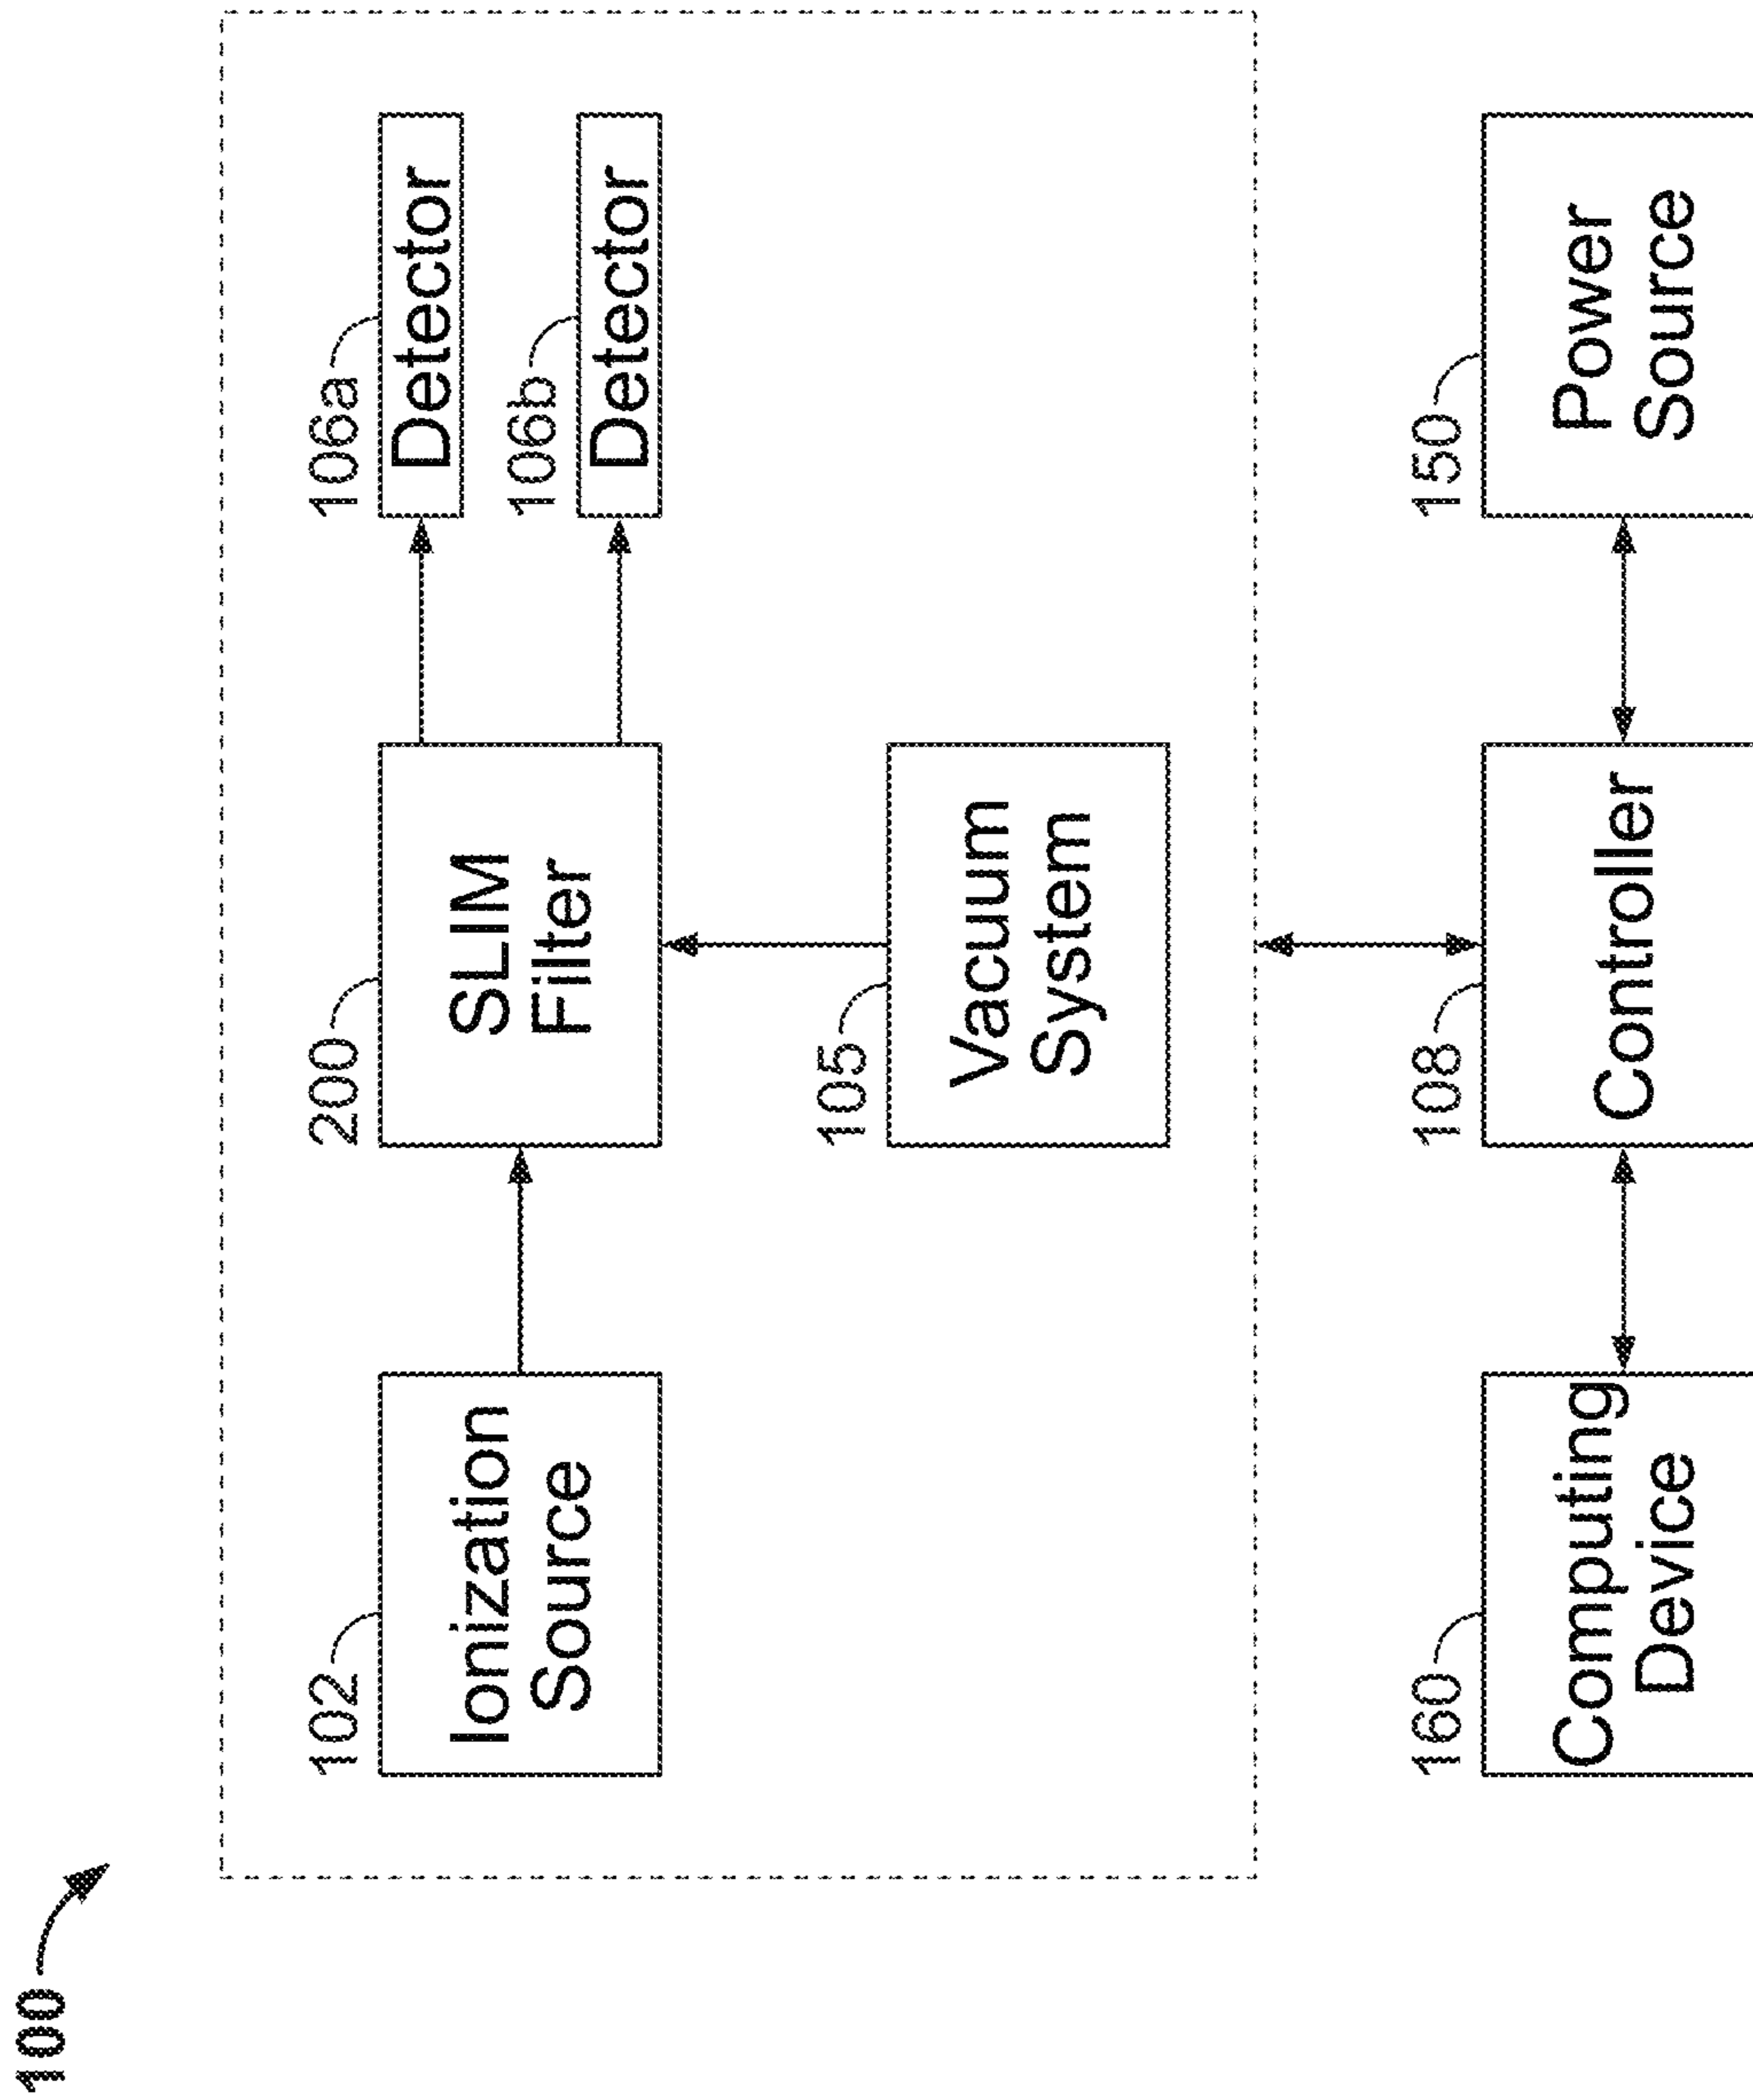 100
102
Ionization
Source
200
SLIM
Filter
106a
Detector
106b
Detector
105
Vacuum
System
160
Computing
Device
108
Controller
150
Power
Source